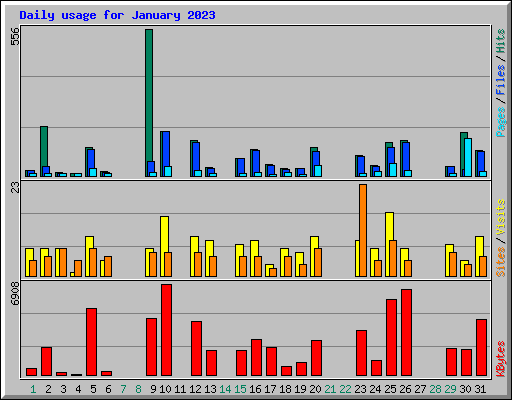 Daily usage for January 2023
556
Pages / Files / Hits
23
Sites / Visits
6908
KBytes
1 2 3 4 5 6 7 8 9 10 11 12 13 14 15 16 17 18 19 20 21 22 23 24 25 26 27 28 29 30 31